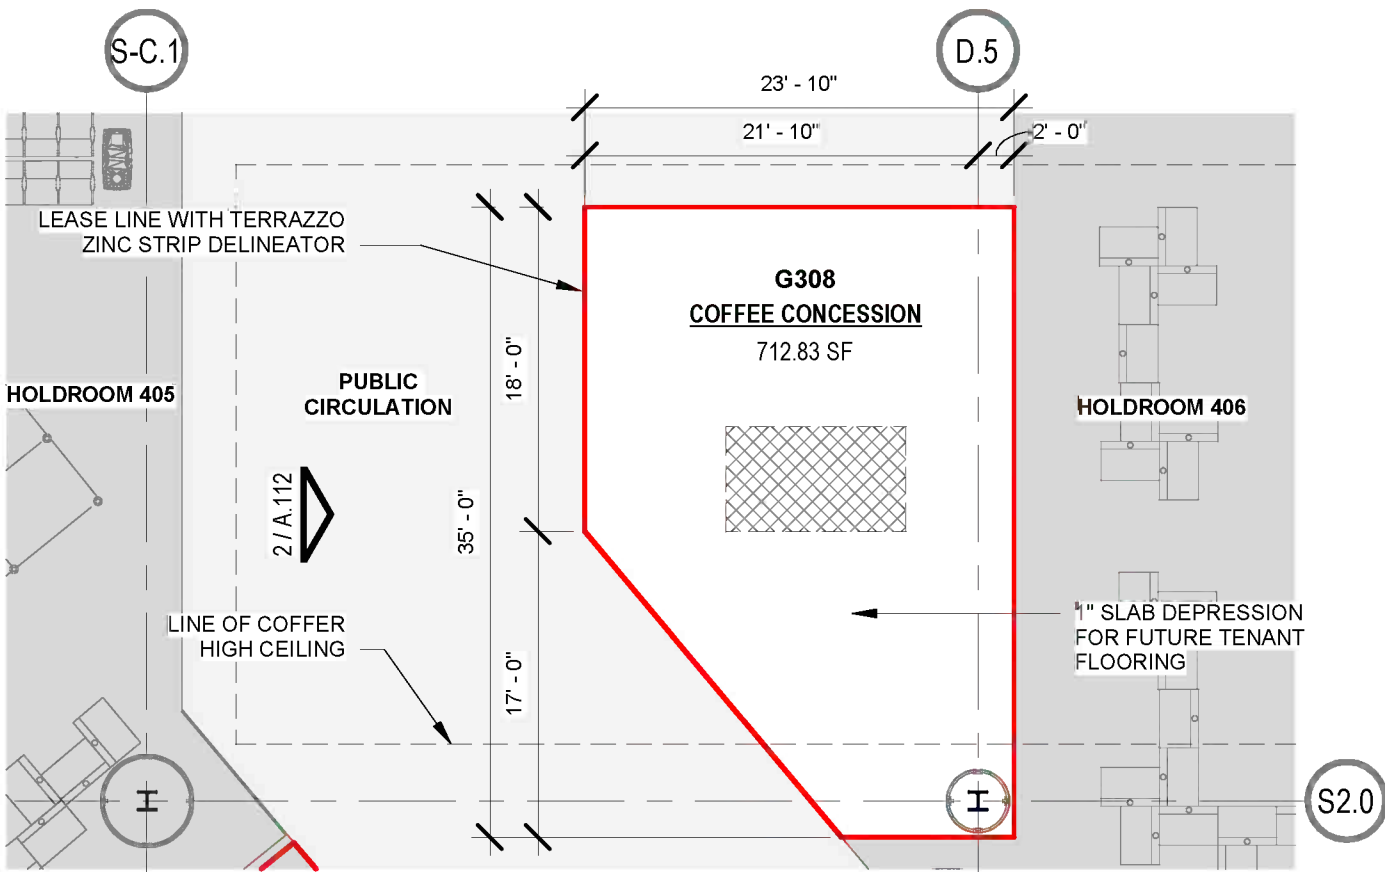 S-C.1
D.5
23' - 10"
21' - 10"
2' - 0"
LEASE LINE WITH TERRAZZO
ZINC STRIP DELINEATOR
G308
COFFEE CONCESSION
712.83 SF
18' - 0"
HOLDROOM 405
PUBLIC
CIRCULATION
HOLDROOM 406
2 / A.112
35' - 0"
LINE OF COFFER
HIGH CEILING
17' - 0"
1" SLAB DEPRESSION
FOR FUTURE TENANT
FLOORING
S2.0